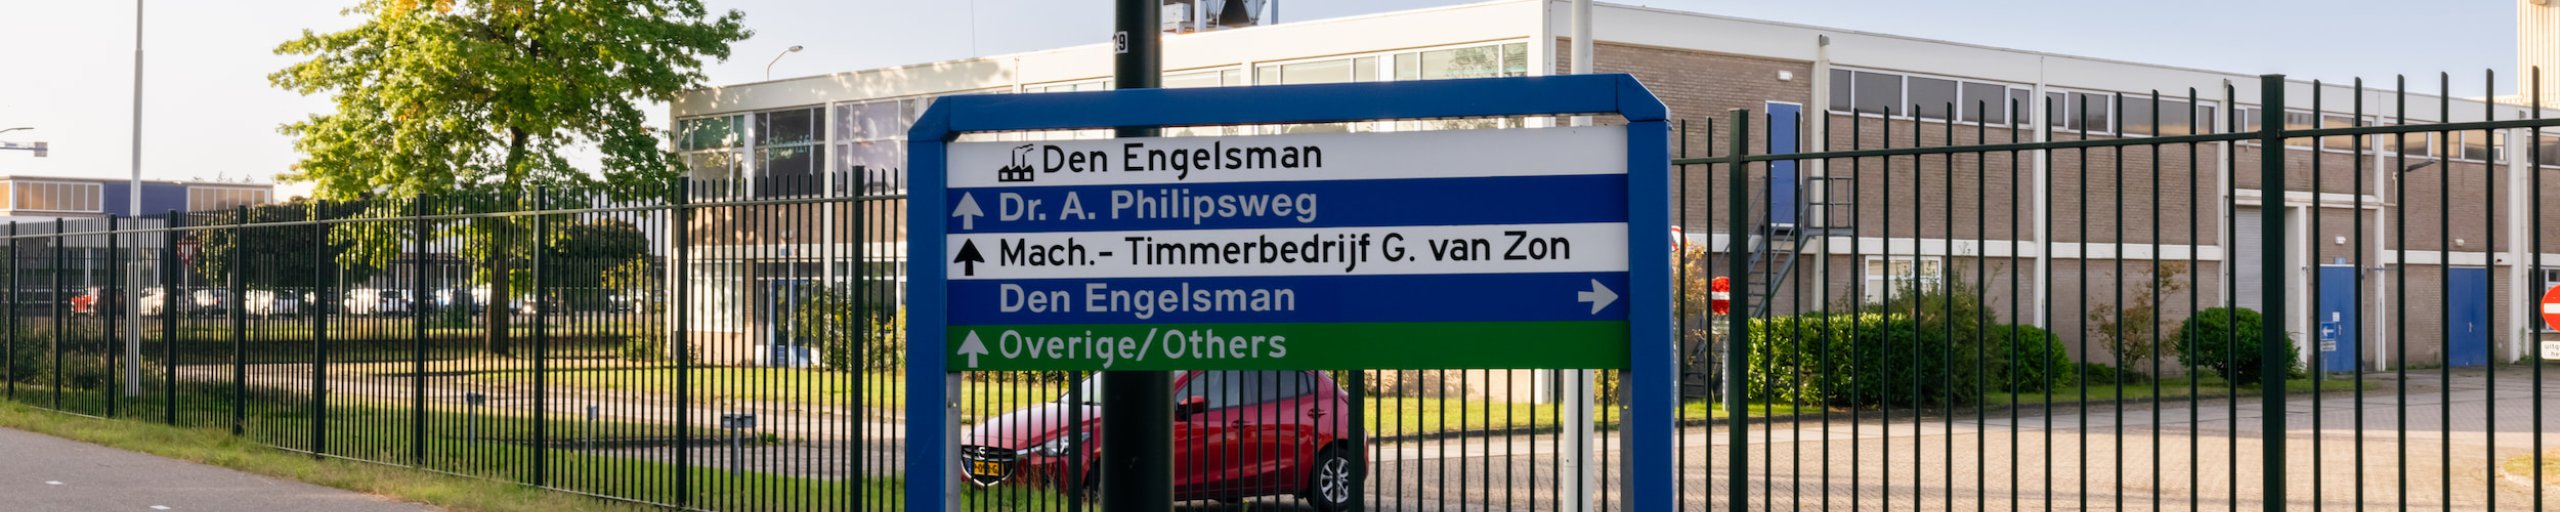 Den Engelsman
Dr. A. Philipsweg
Mach.- Timmerbedrijf G. van Zon
Den Engelsman
Overige/Others